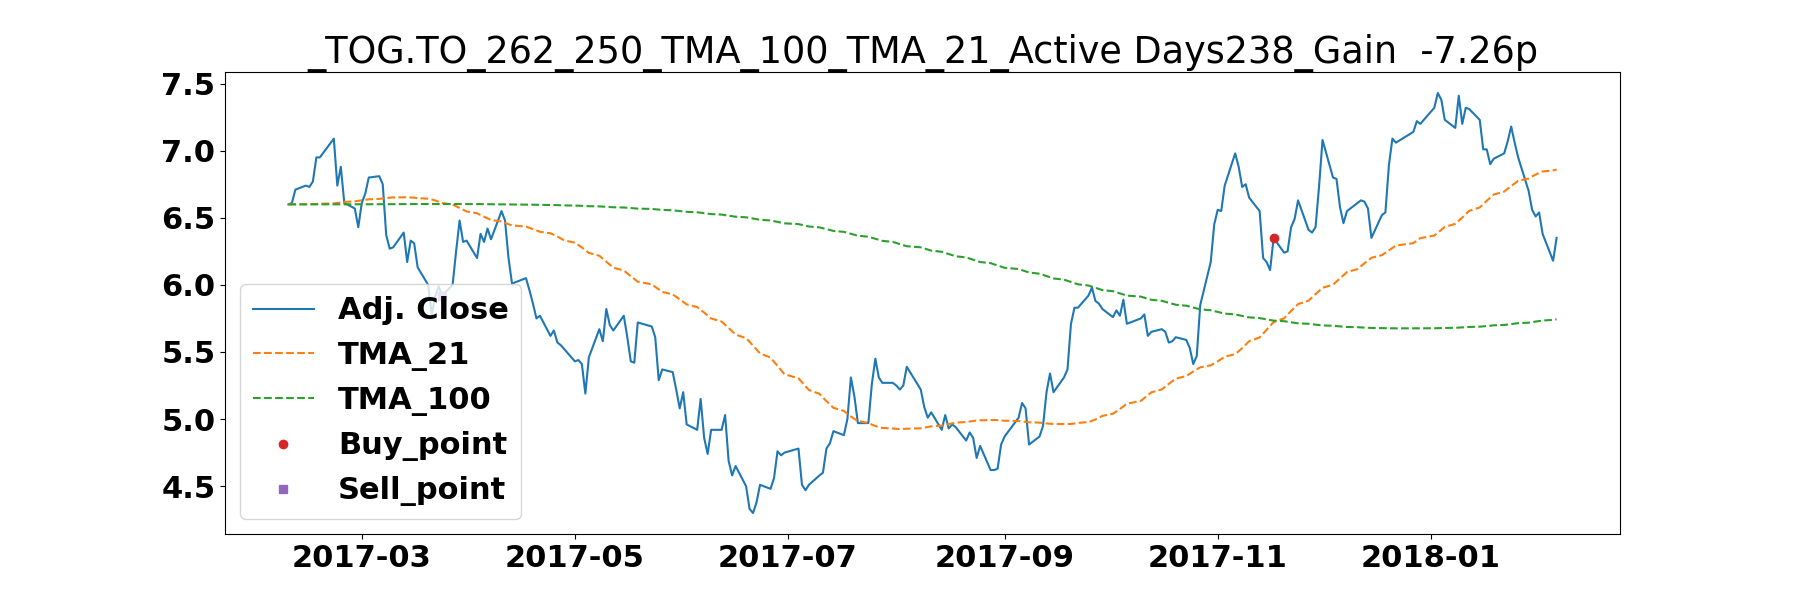 _TOG.TO_262_250_TMA_100_TMA_21_Active Days238_Gain  -7.26p
7.5
7.0
6.5
6.0
5.5
5.0
4.5
Adj. Close
TMA_21
TMA_100
Buy_point
Sell_point
2017-03 2017-05 2017-07 2017-09 2017-11 2018-01